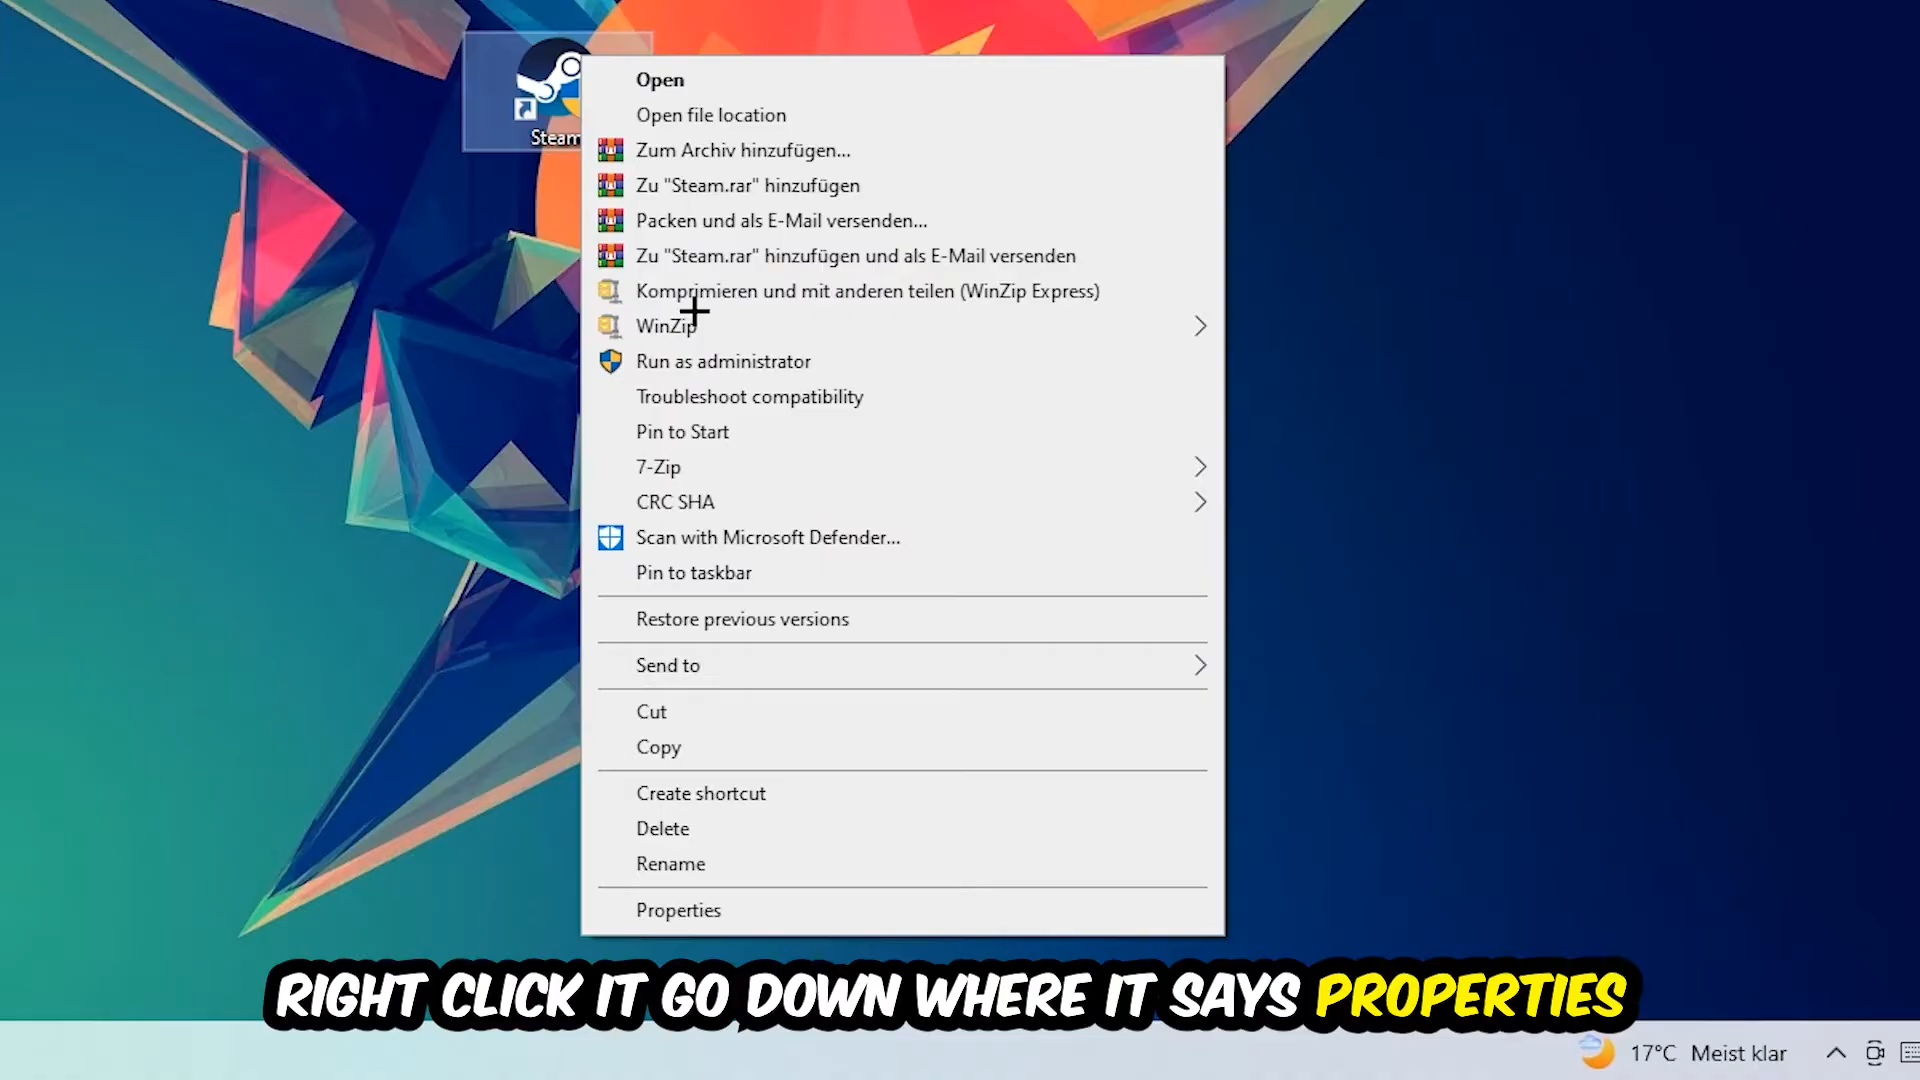 Steam
Open
Open file location
Zum Archiv hinzufügen...
Zu "Steam.rar" hinzufügen
Packen und als E-Mail versenden...
Zu "Steam.rar" hinzufügen und als E-Mail versenden
Komprimieren und mit anderen teilen (WinZip Express)
WinZip
Run as administrator
Troubleshoot compatibility
Pin to Start
7-Zip
CRC SHA
Scan with Microsoft Defender...
Pin to taskbar
Restore previous versions
Send to
Cut
Copy
Create shortcut
Delete
Rename
Properties
RIGHT CLICK IT GO DOWN WHERE IT SAYS PROPERTIES
17°C Meist klar